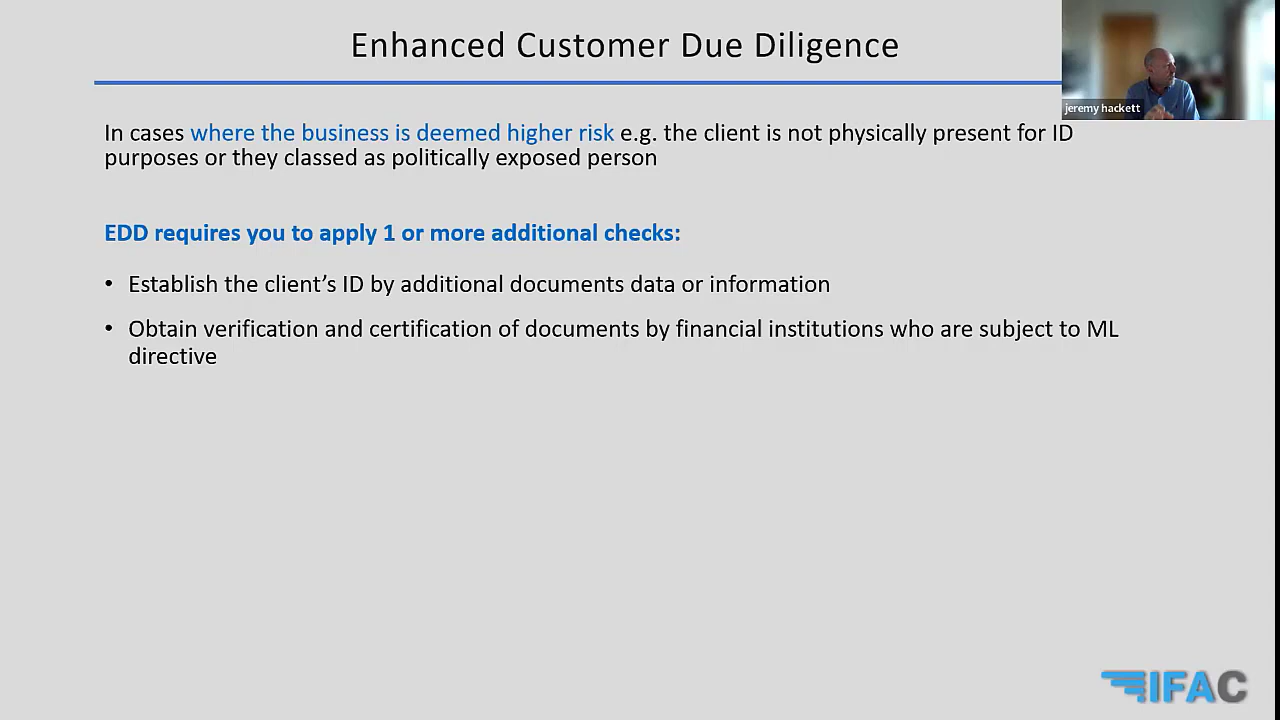 Enhanced Customer Due Diligence
jeremy hackett
In cases where the business is deemed higher risk e.g. the client is not physically present for ID
purposes or they classed as politically exposed person
EDD requires you to apply 1 or more additional checks:
• Establish the client’s ID by additional documents data or information
• Obtain verification and certification of documents by financial institutions who are subject to ML
directive
IFAC